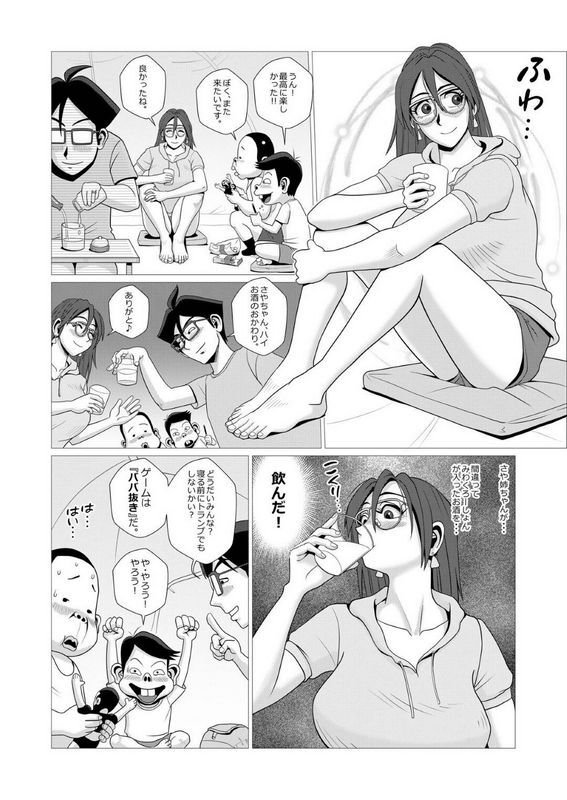 ふわ…
うん！
最高に楽し
かった!!
ぼく、また
来たいです。
良かったね。
さやちゃん、ハイ
お酒のおかわり。
ありがと♪
さや姉ちゃんが…
間違って
みわくろーしょん
が入ったお酒を…
ごくり…
飲んだ！
どうだいみんな？
寝る前にトランプでも
しないかい？
ゲームは
『ババ抜き』だ。
は…
はい…
や・やろう！
やろう！